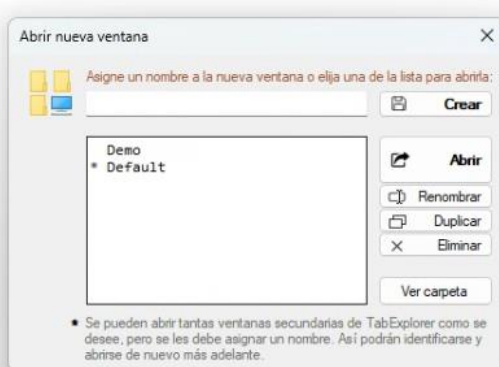 Abrir nueva ventana
Asigne un nombre a la nueva ventana o elija una de la lista para abrirla:
Crear
Demo
* Default
Abrir
Renombrar
Duplicar
Eliminar
Ver carpeta
* Se pueden abrir tantas ventanas secundarias de TabExplorer como se
desee, pero se les debe asignar un nombre. Así podrán identificarse y
abrirse de nuevo más adelante.